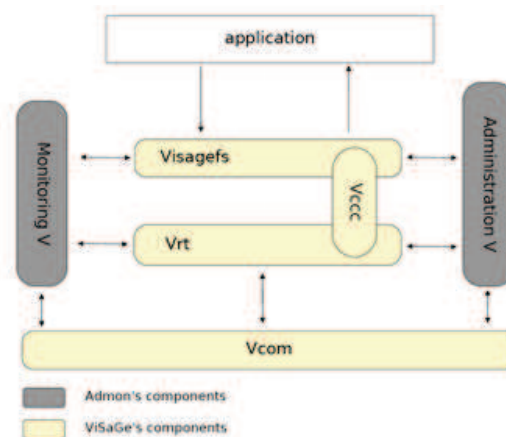 application
Monitoring V
Visagefs
Vccc
Administration V
Vrt
Vcom
Admon's components
ViSaGe's components